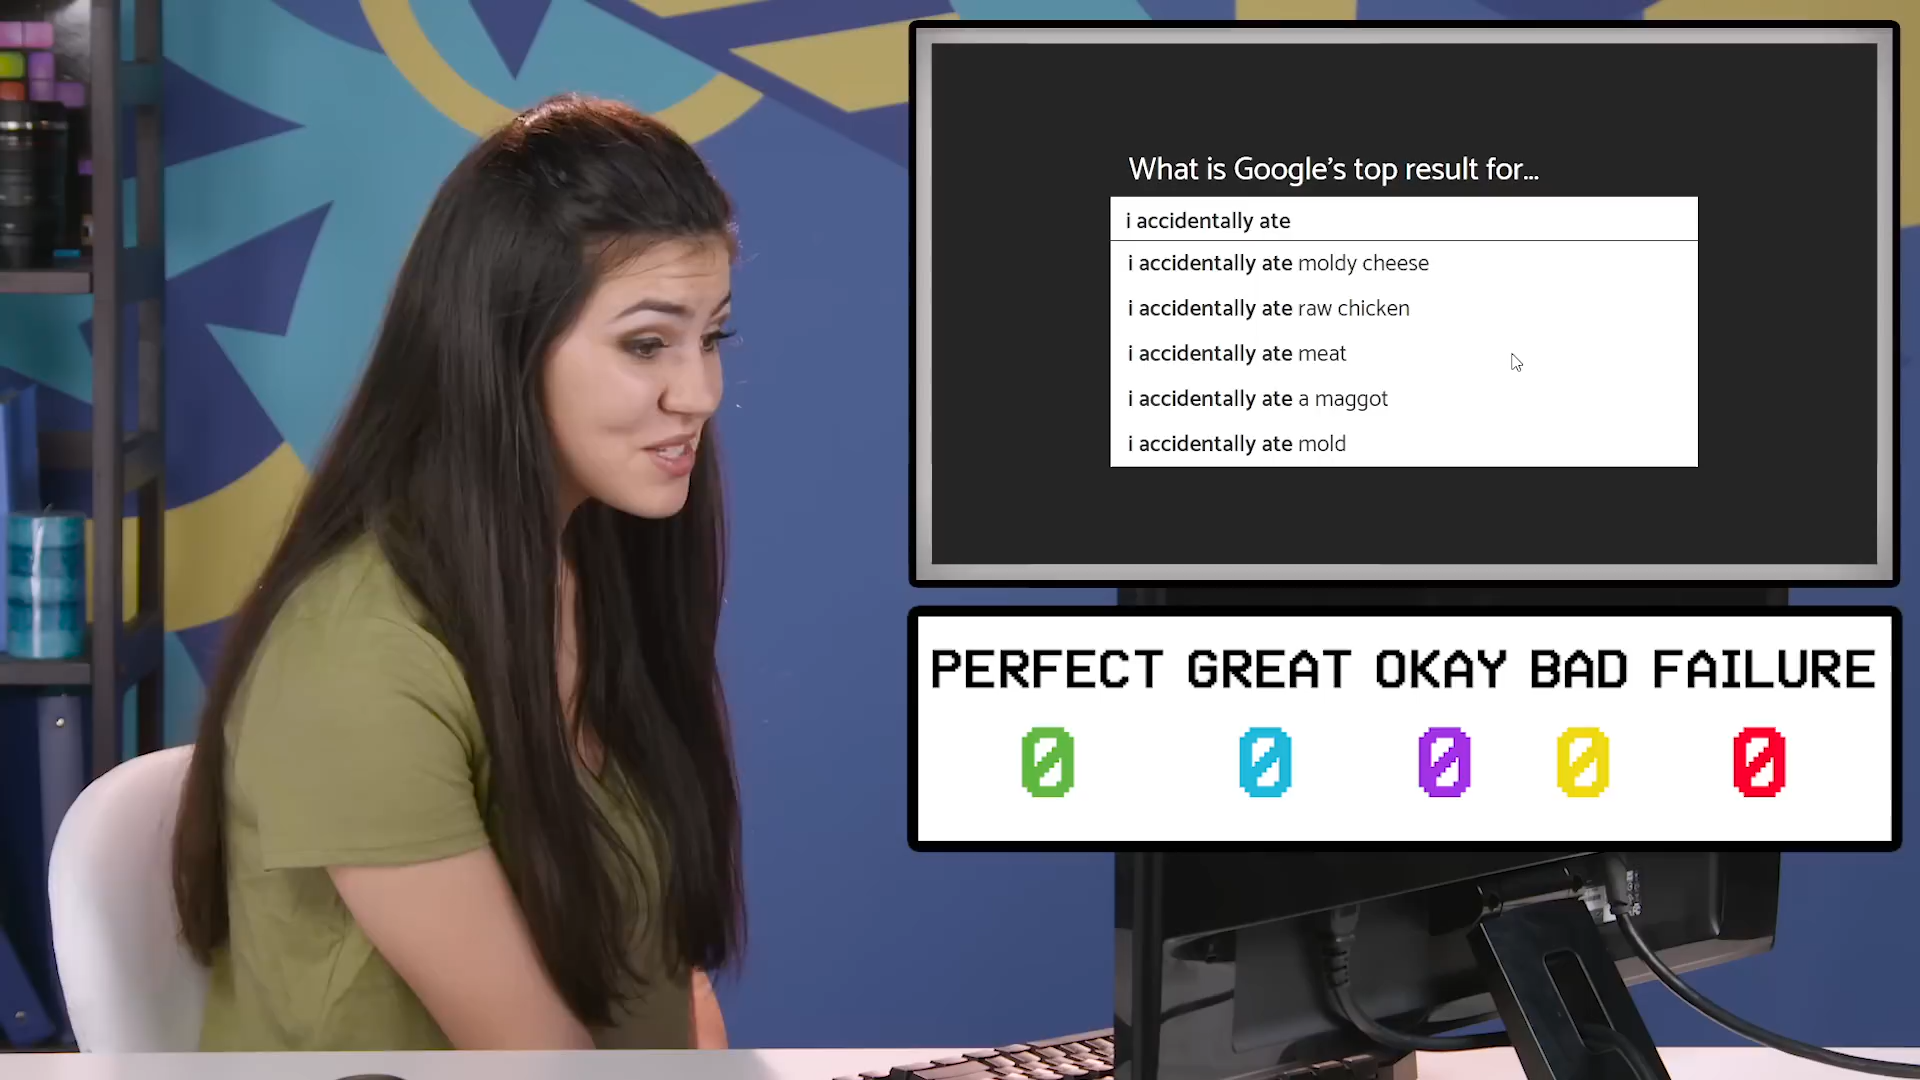 What is Google's top result for...
i accidentally ate
i accidentally ate moldy cheese
i accidentally ate raw chicken
i accidentally ate meat
i accidentally ate a maggot
i accidentally ate mold
PERFECT GREAT OKAY BAD FAILURE
0 0 0 0 0